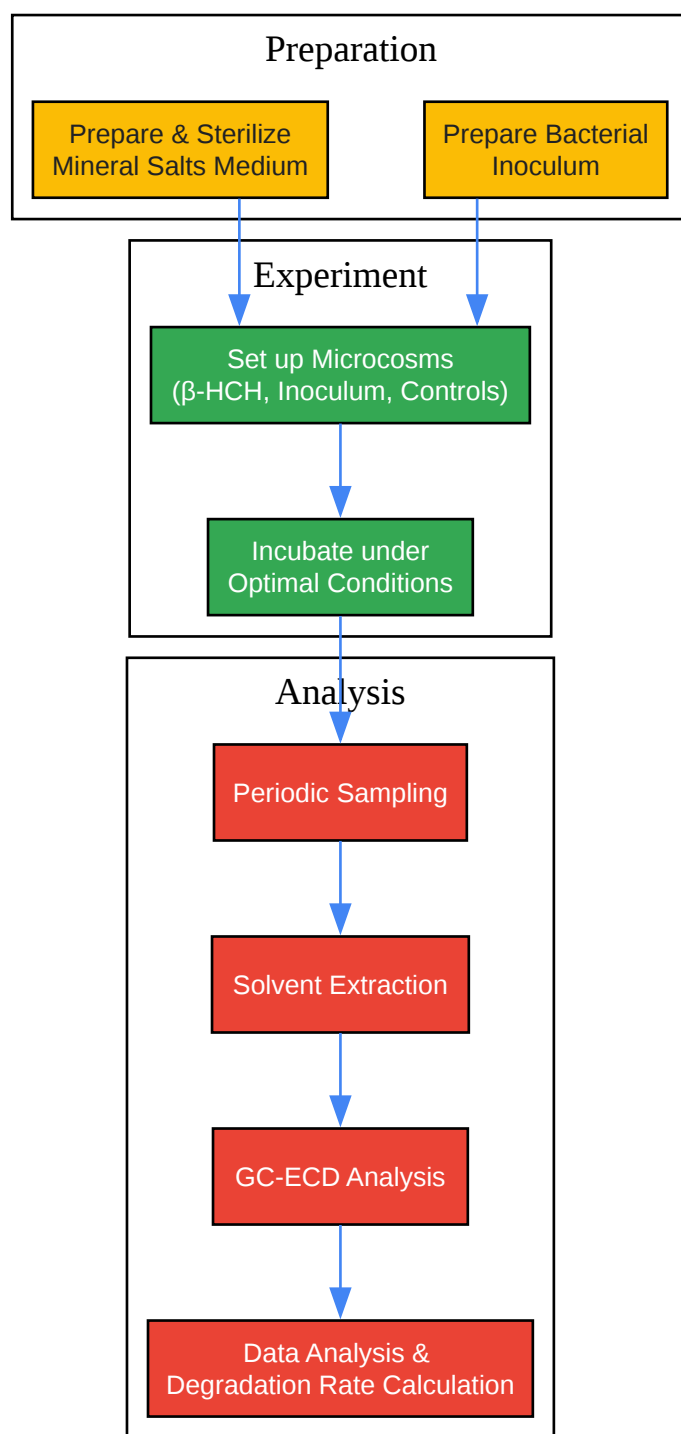 Preparation
Prepare & Sterilize
Mineral Salts Medium
Prepare Bacterial
Inoculum
Experiment
Set up Microcosms
(β-HCH, Inoculum, Controls)
Incubate under
Optimal Conditions
Analysis
Periodic Sampling
Solvent Extraction
GC-ECD Analysis
Data Analysis &
Degradation Rate Calculation